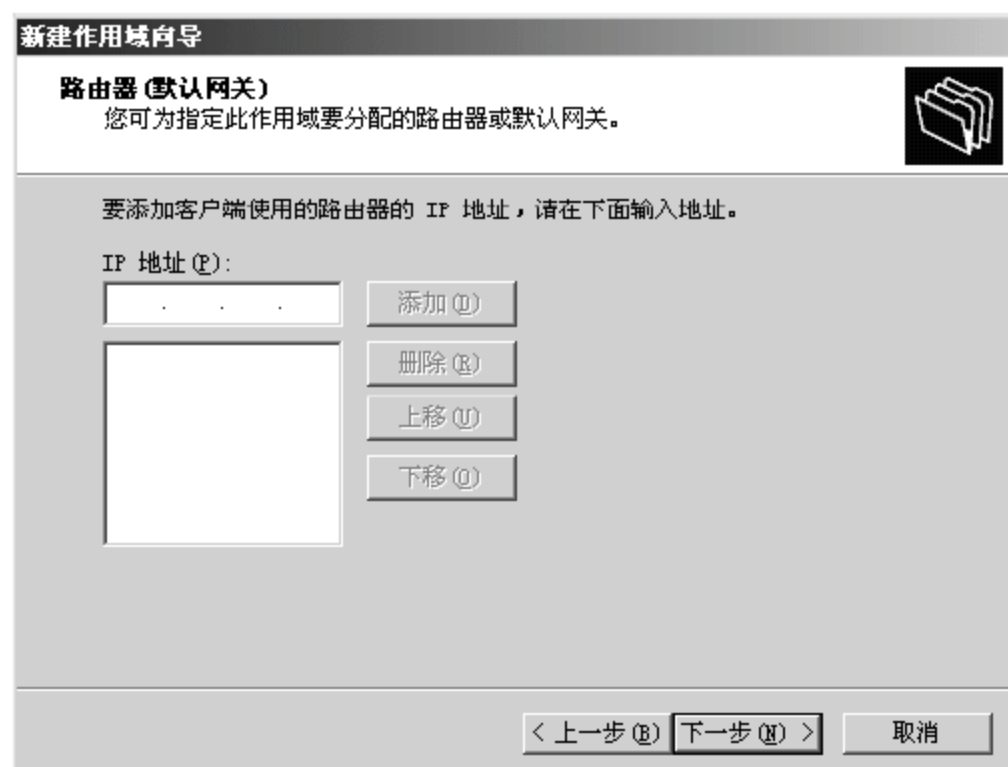 新建作用域向导
路由器(默认网关)
您可为指定此作用域要分配的路由器或默认网关。
要添加客户端使用的路由器的 IP 地址，请在下面输入地址。
IP 地址(P):
. . .
添加(D)
删除(R)
上移(U)
下移(O)
< 上一步(B) 下一步(N) > 取消